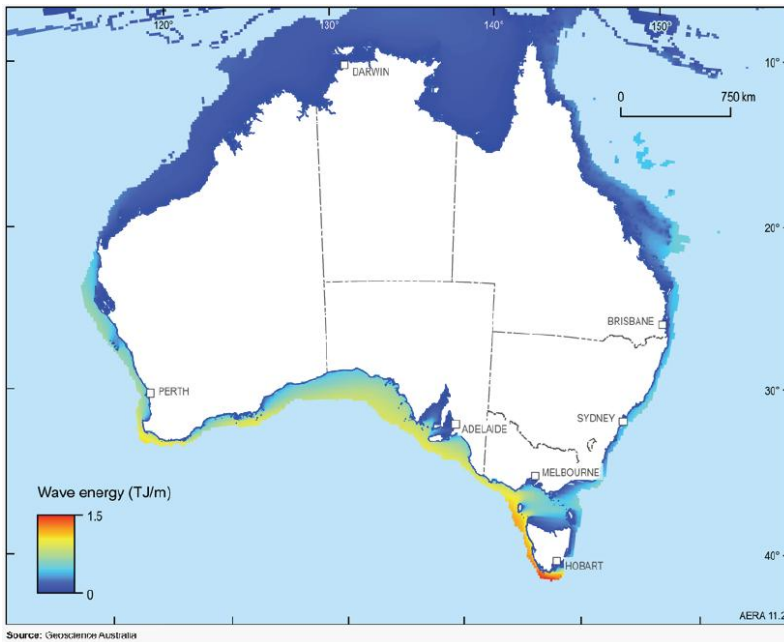 120° 130° 140° 150°
10°
DARWIN
0 750 km
20°
BRISBANE
30°
PERTH
SYDNEY
ADELAIDE
MELBOURNE
Wave energy (TJ/m)
1.5
0
40°
HOBART
AERA 11.2
Source: Geoscience Australia